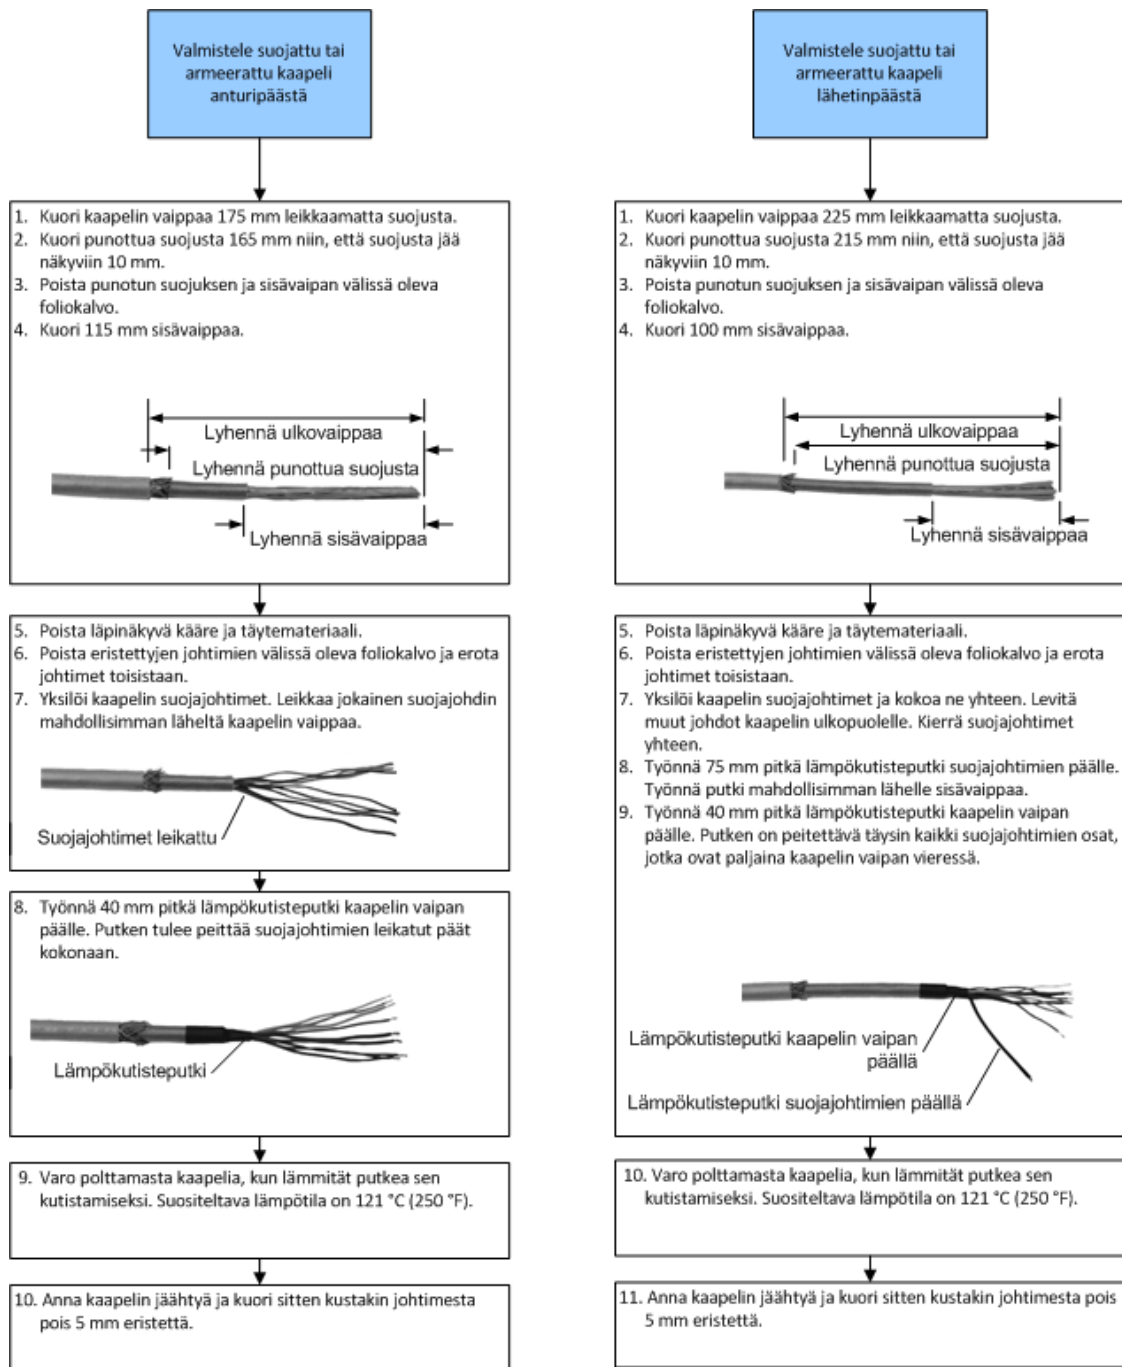 Valmistele suojattu tai
armeerattu kaapeli
anturipäästä
1. Kuori kaapelin vaippaa 175 mm leikkaamatta suojusta.
2. Kuori punottua suojusta 165 mm niin, että suojusta jää
näkyviin 10 mm.
3. Poista punotun suojuksen ja sisävaipan välissä oleva
foliokalvo.
4. Kuori 115 mm sisävaippaa.
Lyhennä ulkovaippaa
Lyhennä punottua suojusta
Lyhennä sisävaippaa
5. Poista läpinäkyvä kääre ja täytemateriaali.
6. Poista eristettyjen johtimien välissä oleva foliokalvo ja erota
johtimet toisistaan.
7. Yksilöi kaapelin suojajohtimet. Leikkaa jokainen suojajohdin
mahdollisimman läheltä kaapelin vaippaa.
Suojajohtimet leikattu
8. Työnnä 40 mm pitkä lämpökutisteputki kaapelin vaipan
päälle. Putken tulee peittää suojajohtimien leikatut päät
kokonaan.
Lämpökutisteputki
9. Varo polttamasta kaapelia, kun lämmität putkea sen
kutistamiseksi. Suositeltava lämpötila on 121 °C (250 °F).
10. Anna kaapelin jäähtyä ja kuori sitten kustakin johtimesta
pois 5 mm eristettä.
Valmistele suojattu tai
armeerattu kaapeli
lähetinpäästä
1. Kuori kaapelin vaippaa 225 mm leikkaamatta suojusta.
2. Kuori punottua suojusta 215 mm niin, että suojusta jää
näkyviin 10 mm.
3. Poista punotun suojuksen ja sisävaipan välissä oleva
foliokalvo.
4. Kuori 100 mm sisävaippaa.
Lyhennä ulkovaippaa
Lyhennä punottua suojusta
Lyhennä sisävaippaa
5. Poista läpinäkyvä kääre ja täytemateriaali.
6. Poista eristettyjen johtimien välissä oleva foliokalvo ja erota
johtimet toisistaan.
7. Yksilöi kaapelin suojajohtimet ja kokoa ne yhteen. Levitä
muut johdot kaapelin ulkopuolelle. Kierrä suojajohtimet
yhteen.
8. Työnnä 75 mm pitkä lämpökutisteputki suojajohtimien päälle.
Työnnä putki mahdollisimman lähelle sisävaippaa.
9. Työnnä 40 mm pitkä lämpökutisteputki kaapelin vaipan
päälle. Putken on peitettävä täysin kaikki suojajohtimien osat,
jotka ovat paljaina kaapelin vaipan vieressä.
Lämpökutisteputki kaapelin vaipan
päällä
Lämpökutisteputki suojajohtimien päällä
10. Varo polttamasta kaapelia, kun lämmität putkea sen
kutistamiseksi. Suositeltava lämpötila on 121 °C (250 °F).
11. Anna kaapelin jäähtyä ja kuori sitten kustakin johtimesta pois
5 mm eristettä.